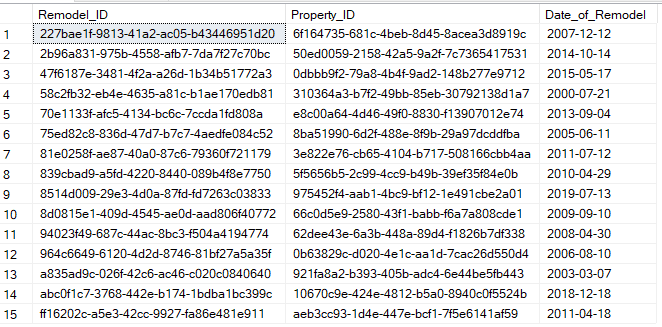 Remodel_ID Property_ID Date_of_Remodel
1 227bae1f-9813-41a2-ac05-b43446951d20 6f164735-681c-4beb-8d45-8acea3d8919c 2007-12-12
2 2b96a831-975b-4558-afb7-7da7f27c70bc 50ed0059-2158-42a5-9a2f-7c7365417531 2014-10-14
3 47f6187e-3481-4f2a-a26d-1b34b51772a3 0dbbb9f2-79a8-4b4f-9ad2-148b277e9712 2015-05-17
4 58c2fb32-eb4e-4635-a81c-b1ae170edb81 310364a3-b7f2-49bb-85eb-30792138d1a7 2000-07-21
5 70e1133f-afc5-4134-bc6c-7ccda1fd808a e8c00a64-4d46-49f0-8830-f13907012e74 2013-09-04
6 75ed82c8-836d-47d7-b7c7-4aedfe084c52 8ba51990-6d2f-488e-8f9b-29a97dcddfba 2005-06-11
7 81e0258f-ae87-40a0-87c6-79360f721179 3e822e76-cb65-4104-b717-508166cbb4aa 2011-07-12
8 839cbad9-a5fd-4220-8440-089b4f8e7750 5f5656b5-2c99-4cc9-b49b-39ef35f84e0b 2010-04-29
9 8514d009-29e3-4d0a-87fd-fd7263c03833 975452f4-aab1-4bc9-bf12-1e491cbe2a01 2019-07-13
10 8d0815e1-409d-4545-ae0d-aad806f40772 66c0d5e9-2580-43f1-babb-f6a7a808cde1 2009-09-10
11 94023f49-687c-44ac-8bc3-f504a4194774 62dee43e-6a3b-448a-89d4-f1826b7df338 2008-04-30
12 964c6649-6120-4d2d-8746-81bf27a5a35f 0b63829c-d020-4e1c-aa1d-7cac26d550d4 2006-08-10
13 a835ad9c-026f-42c6-ac46-c020c0840640 921fa8a2-b393-405b-adc4-6e44be5fb443 2003-03-07
14 abc0f1c7-3768-442e-b174-1bdba1bc399c 10670c9e-424e-4812-b5a0-8940c0f5524b 2018-12-18
15 ff16202c-a5e3-42cc-9927-fa86e481e911 aeb3cc93-1d4e-447e-bcf1-7f5e6141af59 2011-04-18